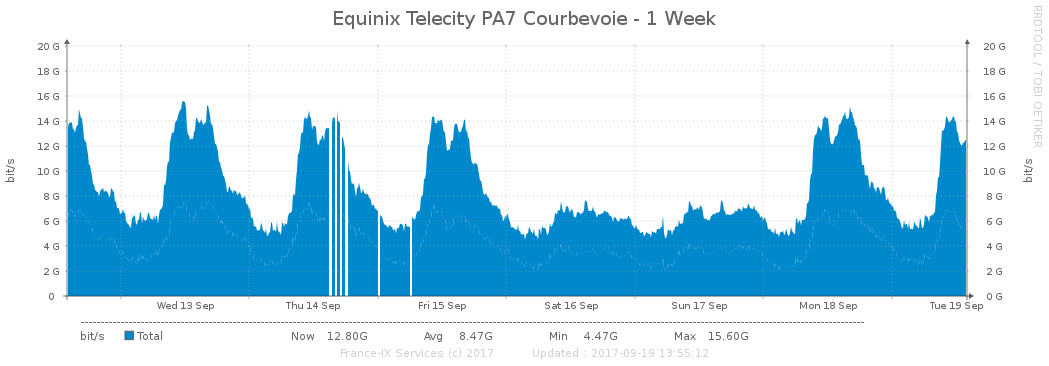 Equinix Telecity PA7 Courbevoie - 1 Week
RRDTOOL / TOBI OETIKER
20 G 20 G
18 G 18 G
16 G 16 G
14 G 14 G
12 G 12 G
10 G 10 G
8 G 8 G
6 G 6 G
4 G 4 G
2 G 2 G
0 0 G
bit/s bit/s
Wed 13 Sep Thu 14 Sep Fri 15 Sep Sat 16 Sep Sun 17 Sep Mon 18 Sep Tue 19 Sep
bit/s Total Now 12.80G Avg 8.47G Min 4.47G Max 15.60G
France-IX Services (c) 2017 Updated : 2017-09-19 13:55:12